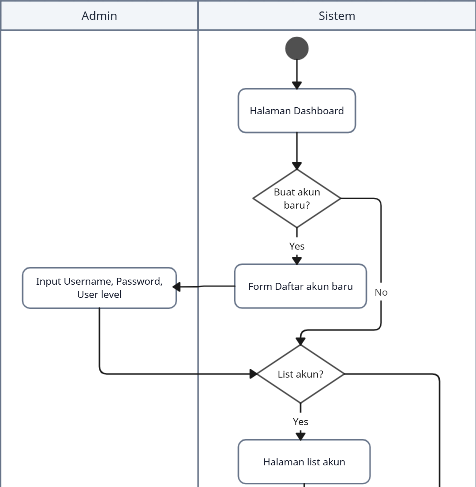 Admin
Sistem
Halaman Dashboard
Buat akun
baru?
Yes
Form Daftar akun baru
Input Username, Password,
User level
No
List akun?
Yes
Halaman list akun